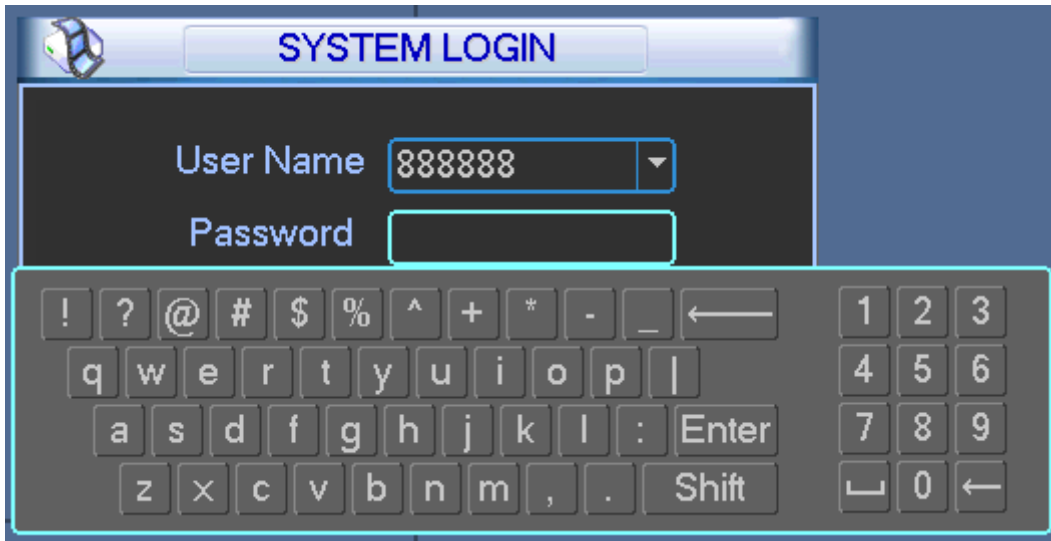 SYSTEM LOGIN
User Name 888888
Password
! ? @ # $ % ^ + * - _ ← 1 2 3
q w e r t y u i o p | 4 5 6
a s d f g h j k l : Enter 7 8 9
z x c v b n m , . Shift ⎵ 0 ←